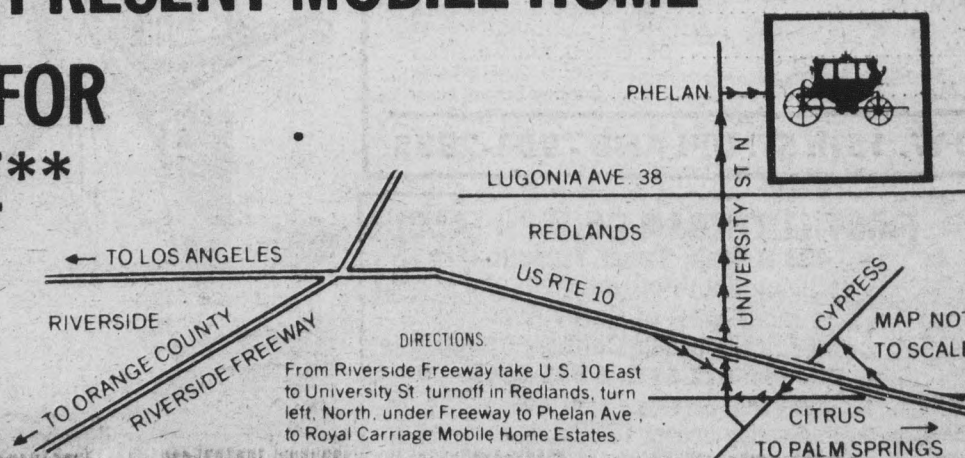 PRESENT MOBILE HOME
FOR
**
PHELAN
LUGONIA AVE. 38
UNIVERSITY ST. N
REDLANDS
← TO LOS ANGELES
US RTE 10
CYPRESS
RIVERSIDE
MAP NOT
TO SCALE
← TO ORANGE COUNTY
RIVERSIDE FREEWAY
DIRECTIONS
From Riverside Freeway take U.S. 10 East
to University St. turnoff in Redlands, turn
left, North, under Freeway to Phelan Ave.,
to Royal Carriage Mobile Home Estates.
CITRUS
→
TO PALM SPRINGS